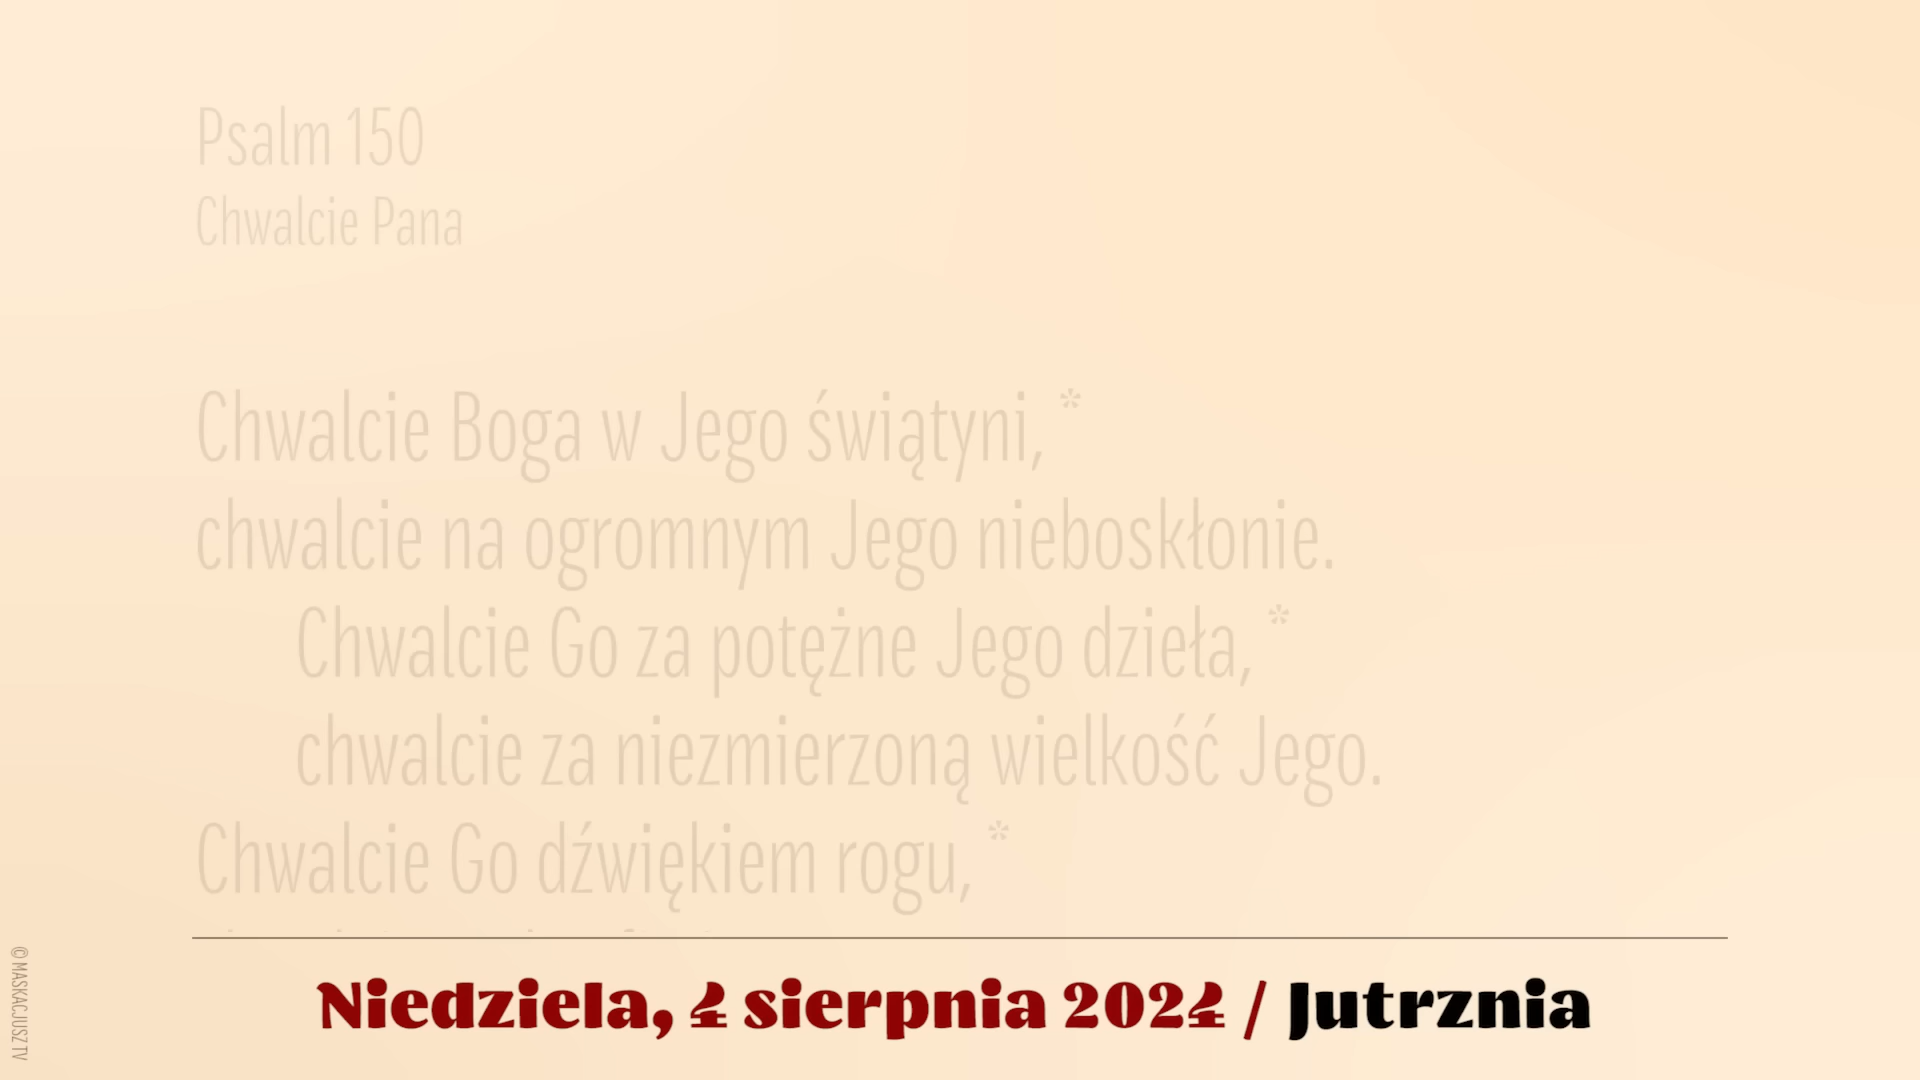 Psalm 150
Chwalcie Pana
Chwalcie Boga w Jego świątyni, *
chwalcie na ogromnym Jego nieboskłonie.
Chwalcie Go za potężne Jego dzieła, *
chwalcie za niezmierzoną wielkość Jego.
Chwalcie Go dźwiękiem rogu, *
Niedziela, 4 sierpnia 2024 / Jutrznia
© MASKACJUSZ TV